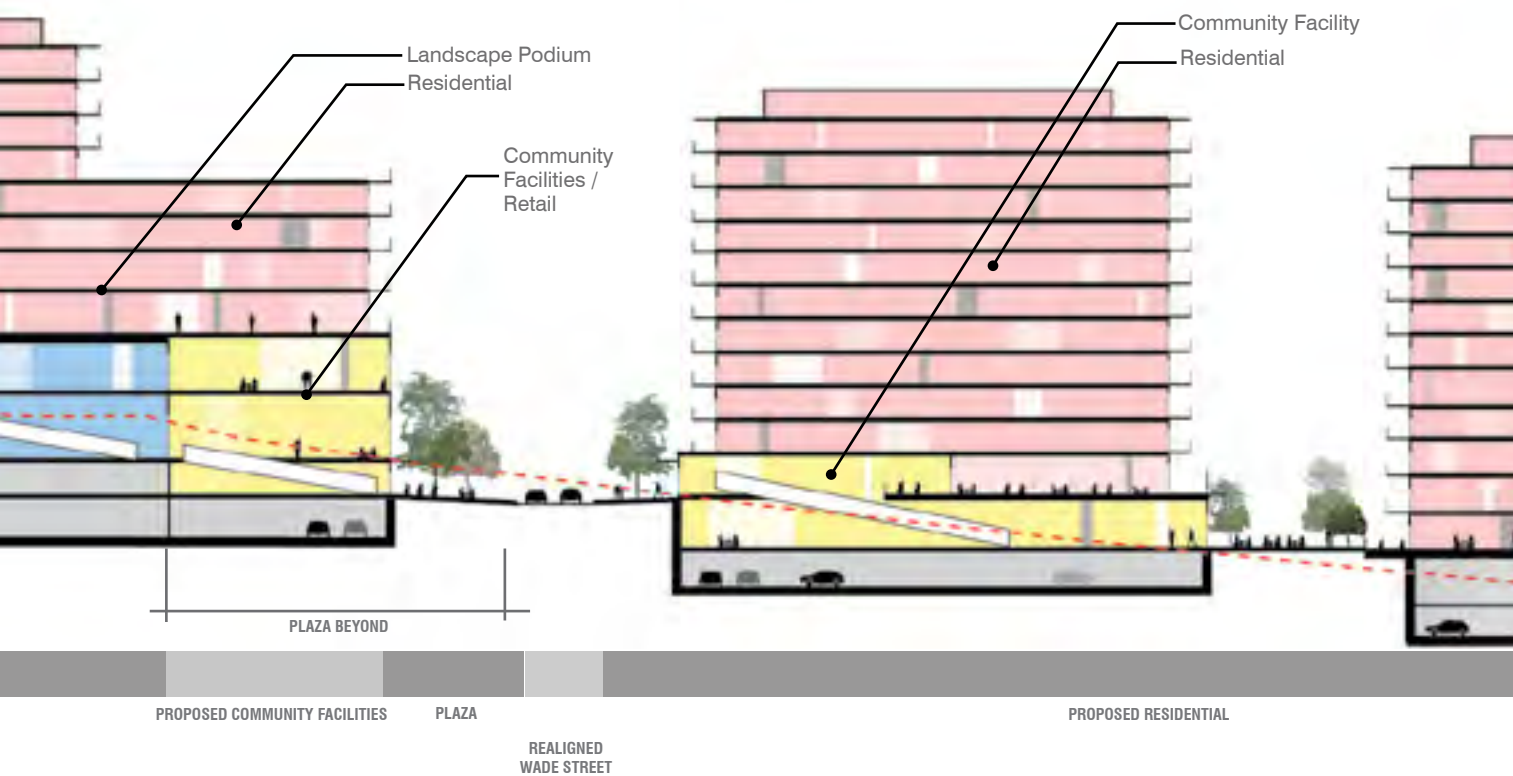 Landscape Podium
Residential
Community
Facilities /
Retail
Community Facility
Residential
PLAZA BEYOND
PROPOSED COMMUNITY FACILITIES
PLAZA
REALIGNED
WADE STREET
PROPOSED RESIDENTIAL